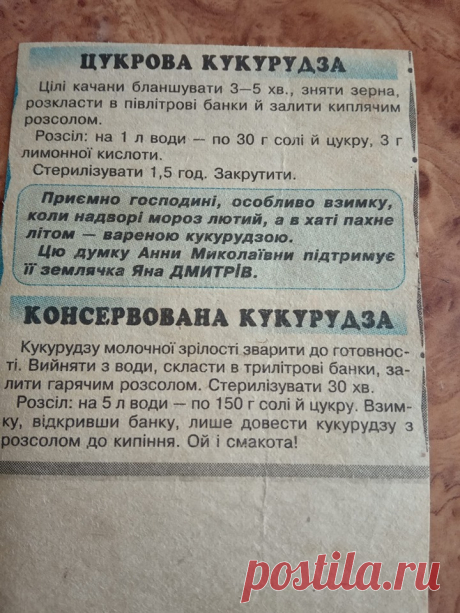 ЦУКРОВА КУКУРУДЗА
Цілі качани бланшувати 3—5 хв., зняти зерна,
розкласти в півлітрові банки й залити киплячим
розсолом.
Розсіл: на 1 л води — по 30 г солі й цукру, 3 г
лимонної кислоти.
Стерилізувати 1,5 год. Закрутити.
Приємно господині, особливо взимку,
коли надворі мороз лютий, а в хаті пахне
літом — вареною кукурудзою.
Цю думку Анни Миколаївни підтримує
її землячка Яна ДМИТРІВ.
КОНСЕРВОВАНА КУКУРУДЗА
Кукурудзу молочної зрілості зварити до готовнос-
ті. Вийняти з води, скласти в трилітрові банки, за-
лити гарячим розсолом. Стерилізувати 30 хв.
Розсіл: на 5 л води — по 150 г солі й цукру. Взим-
ку, відкривши банку, лише довести кукурудзу з
розсолом до кипіння. Ой і смакота!
postila.ru